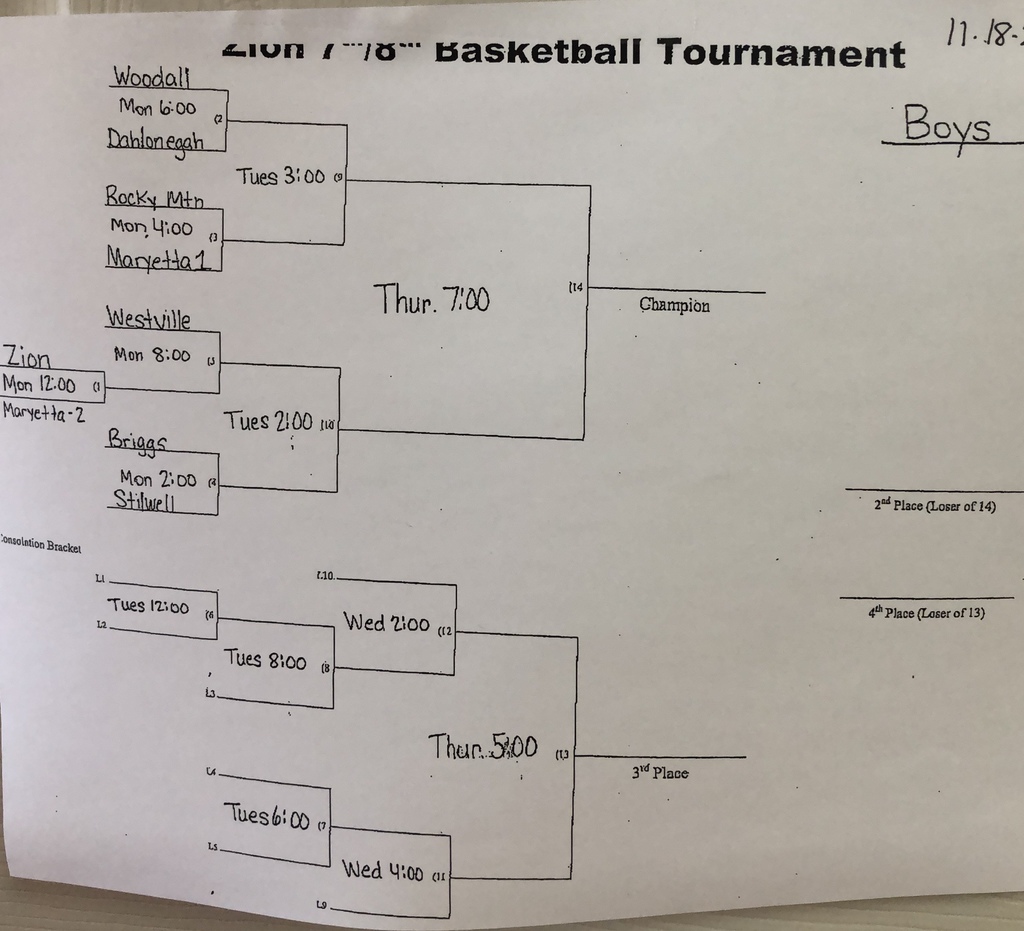 Zion 7th/8th Basketball Tournament
11.18-
Boys
Woodall
Mon 6:00 (2
Dahlonegah
Tues 3:00 (9
Rocky Mtn
Mon. 4:00 (3
Maryetta 1
Thur. 7:00 (14
Champion
Westville
Mon 8:00
Zion
Mon 12:00 (1
Maryetta-2
Tues 2:00 (10
Briggs
Mon 2:00
Stilwell
2nd Place (Loser of 14)
Consolation Bracket
L1
Tues 12:00 (6
L2
L10
Wed 2:00 (12
4th Place (Loser of 13)
Tues 8:00 (8
L3
Thur. 5:00 (13
3rd Place
L4
Tues 6:00 (7
L5
Wed 4:00 (11
L9